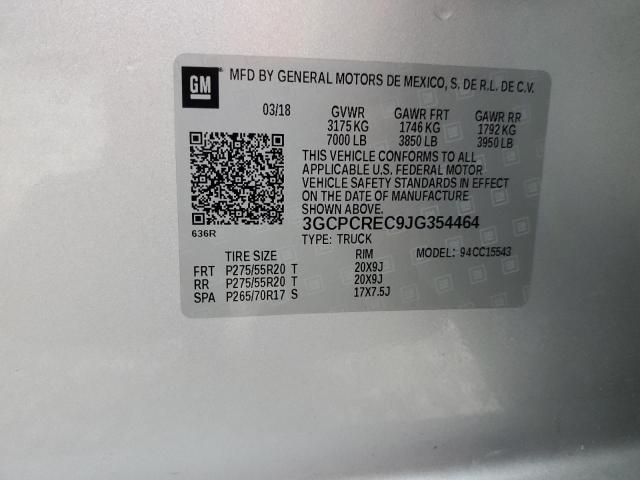 GM
MFD BY GENERAL MOTORS DE MEXICO, S. DE R.L. DE C.V.
03/18 GVWR GAWR FRT GAWR RR
3175 KG 1746 KG 1792 KG
7000 LB 3850 LB 3950 LB
THIS VEHICLE CONFORMS TO ALL
APPLICABLE U.S. FEDERAL MOTOR
VEHICLE SAFETY STANDARDS IN EFFECT
ON THE DATE OF MANUFACTURE
SHOWN ABOVE.
3GCPCREC9JG354464
636R
TYPE: TRUCK
TIRE SIZE RIM MODEL: 94CC15543
FRT P275/55R20 T 20X9J
RR P275/55R20 T 20X9J
SPA P265/70R17 S 17X7.5J